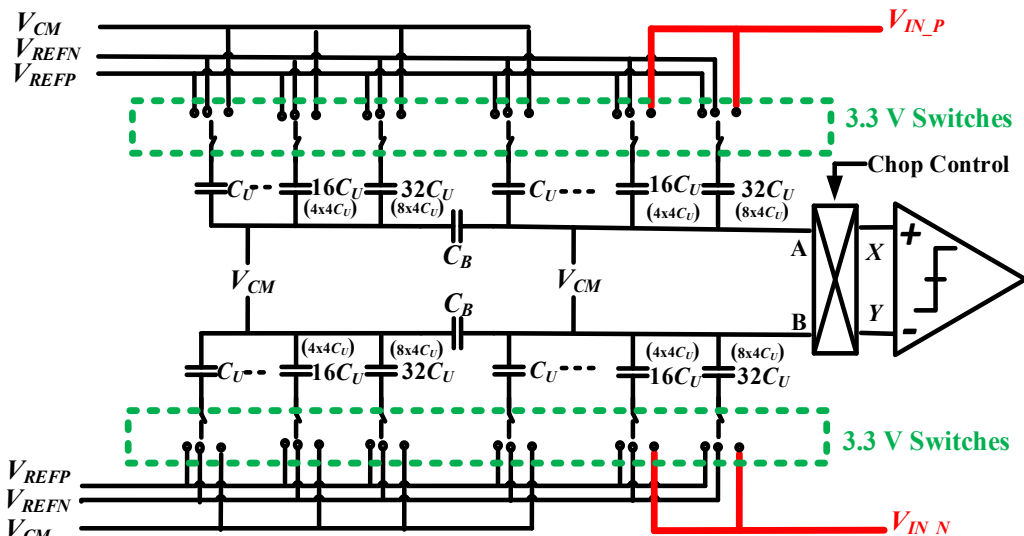 V_CM
V_IN_P
V_REFN
V_REFP
3.3 V Switches
Chop Control
C_U 16C_U 32C_U C_U 16C_U 32C_U
(4x4C_U) (8x4C_U) (4x4C_U) (8x4C_U)
A X +
C_B
V_CM V_CM
C_B
B Y -
(4x4C_U) (8x4C_U) (4x4C_U) (8x4C_U)
C_U 16C_U 32C_U C_U 16C_U 32C_U
3.3 V Switches
V_REFP
V_REFN
V_CM
V_IN_N